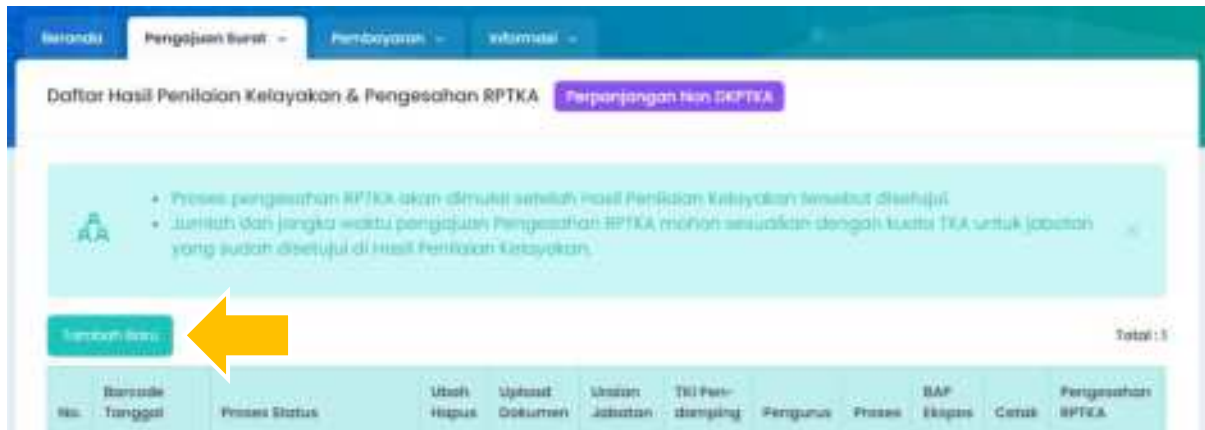 Beranda Pengajuan Surat Pembayaran Informasi
Daftar Hasil Penilaian Kelayakan & Pengesahan RPTKA Perpanjangan Non DKPTKA
• Proses pengesahan RPTKA akan dimulai setelah Hasil Penilaian Kelayakan tersebut disetujui.
• Jumlah dan jangka waktu pengajuan Pengesahan RPTKA mohon sesuaikan dengan kuota TKA untuk jabatan
yang sudah disetujui di Hasil Penilaian Kelayakan.
Tambah Baru
Total : 1
No. Barcode Tanggal Proses Status Ubah Hapus Upload Dokumen Uraian Jabatan TKI Pen-damping Pengurus Proses BAP Ekspos Cetak Pengesahan RPTKA